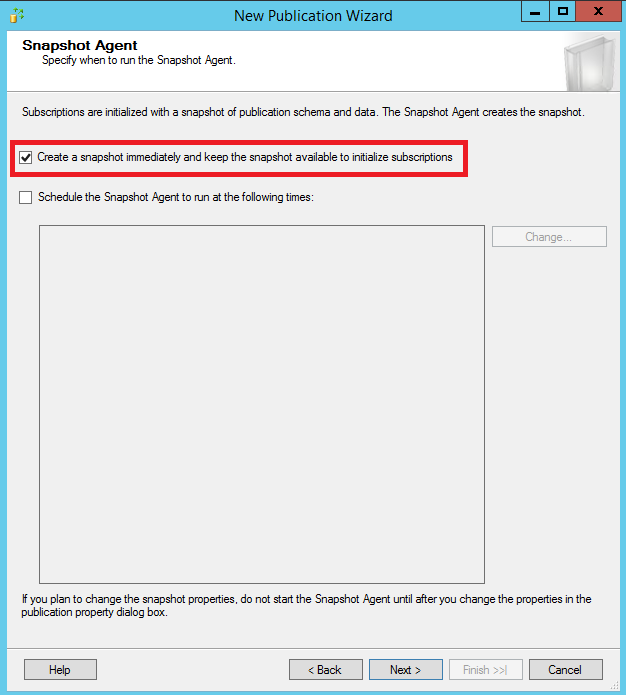 New Publication Wizard
Snapshot Agent
Specify when to run the Snapshot Agent.
Subscriptions are initialized with a snapshot of publication schema and data. The Snapshot Agent creates the snapshot.
Create a snapshot immediately and keep the snapshot available to initialize subscriptions
Schedule the Snapshot Agent to run at the following times:
Change...
If you plan to change the snapshot properties, do not start the Snapshot Agent until after you change the properties in the
publication property dialog box.
Help
< Back
Next >
Finish >>|
Cancel